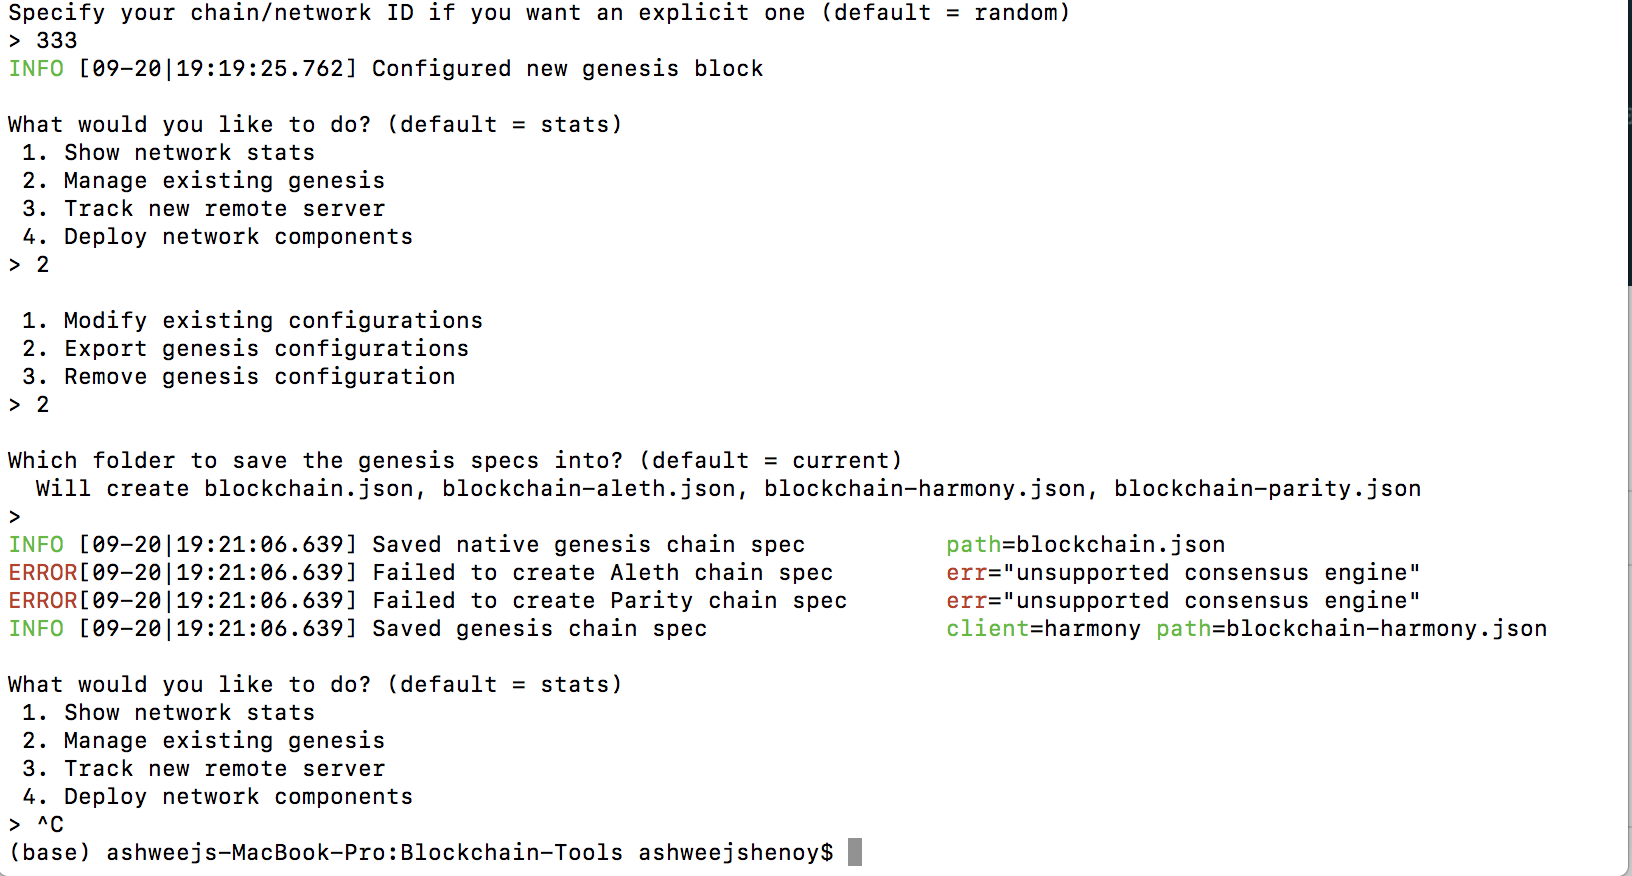 Specify your chain/network ID if you want an explicit one (default = random)
> 333
INFO [09-20|19:19:25.762] Configured new genesis block
What would you like to do? (default = stats)
1. Show network stats
2. Manage existing genesis
3. Track new remote server
4. Deploy network components
> 2
1. Modify existing configurations
2. Export genesis configurations
3. Remove genesis configuration
> 2
Which folder to save the genesis specs into? (default = current)
Will create blockchain.json, blockchain-aleth.json, blockchain-harmony.json, blockchain-parity.json
>
INFO [09-20|19:21:06.639] Saved native genesis chain spec path=blockchain.json
ERROR[09-20|19:21:06.639] Failed to create Aleth chain spec err="unsupported consensus engine"
ERROR[09-20|19:21:06.639] Failed to create Parity chain spec err="unsupported consensus engine"
INFO [09-20|19:21:06.639] Saved genesis chain spec client=harmony path=blockchain-harmony.json
What would you like to do? (default = stats)
1. Show network stats
2. Manage existing genesis
3. Track new remote server
4. Deploy network components
> ^C
(base) ashweejs-MacBook-Pro:Blockchain-Tools ashweejshenoy$